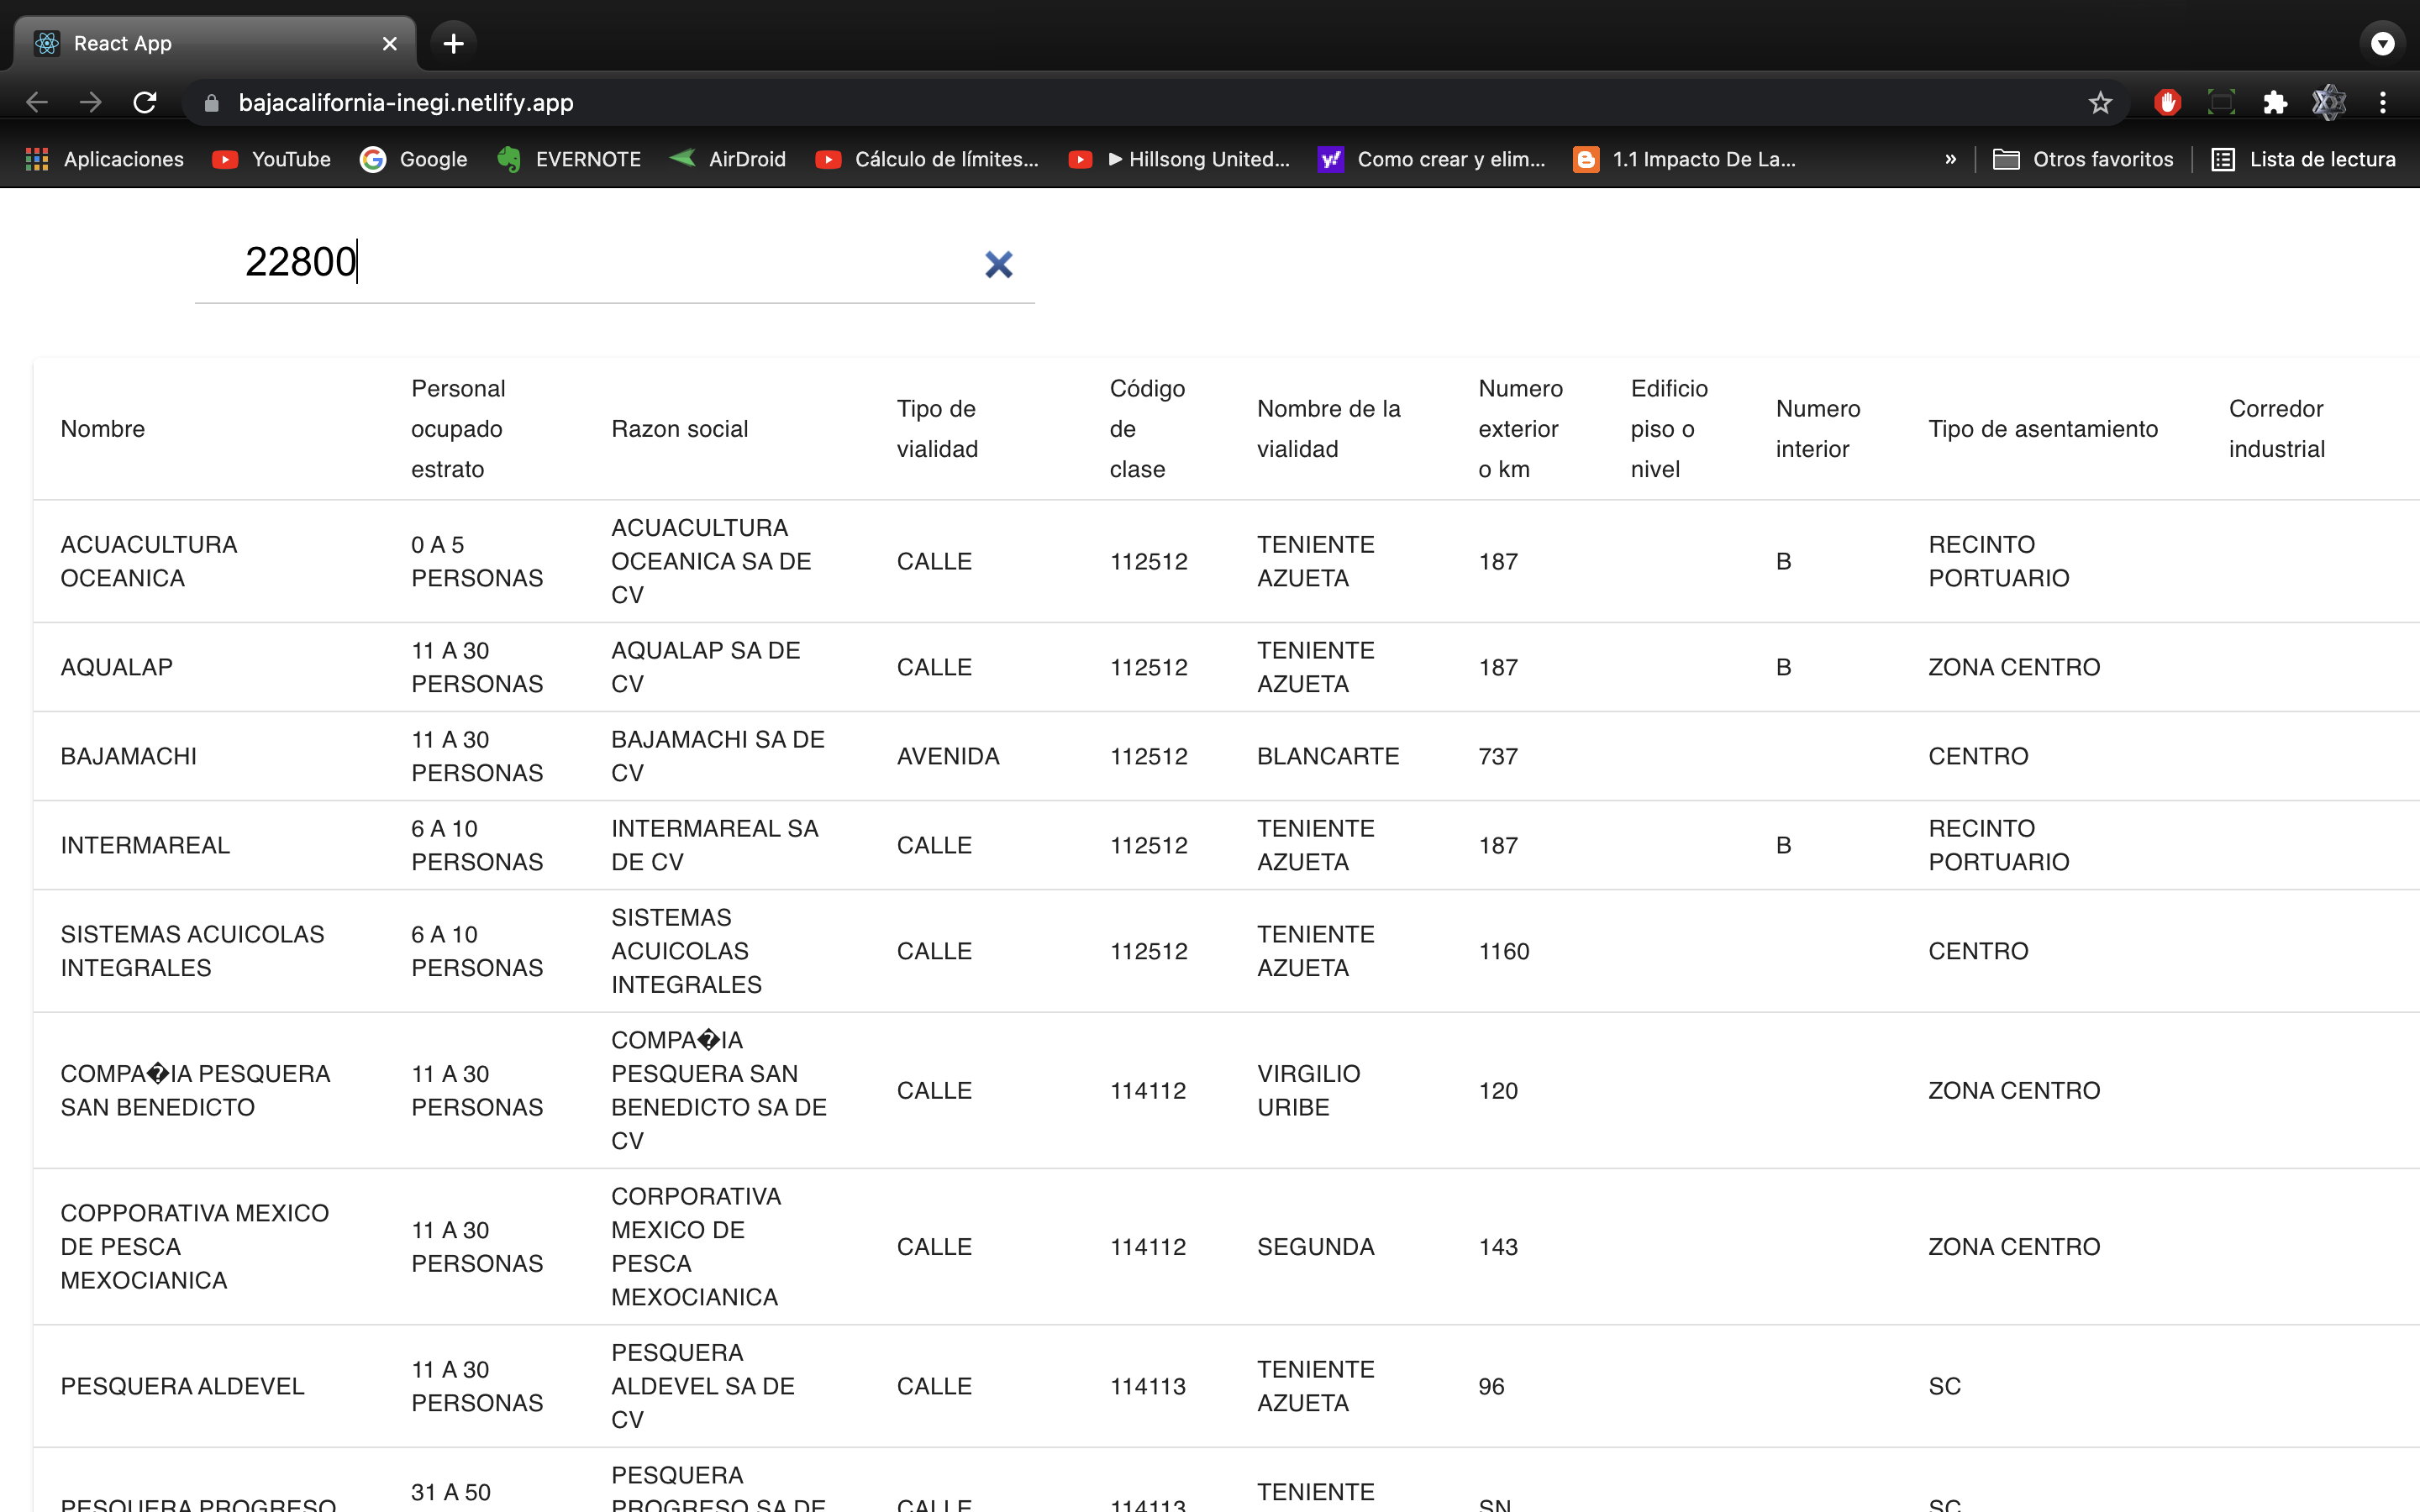 React App
bajacalifornia-inegi.netlify.app
Aplicaciones YouTube Google EVERNOTE AirDroid Cálculo de límites... ►Hillsong United... Como crear y elim... 1.1 Impacto De La... » Otros favoritos Lista de lectura
22800
Nombre Personal ocupado estrato Razon social Tipo de vialidad Código de clase Nombre de la vialidad Numero exterior o km Edificio piso o nivel Numero interior Tipo de asentamiento Corredor industrial
ACUACULTURA OCEANICA 0 A 5 PERSONAS ACUACULTURA OCEANICA SA DE CV CALLE 112512 TENIENTE AZUETA 187 B RECINTO PORTUARIO
AQUALAP 11 A 30 PERSONAS AQUALAP SA DE CV CALLE 112512 TENIENTE AZUETA 187 B ZONA CENTRO
BAJAMACHI 11 A 30 PERSONAS BAJAMACHI SA DE CV AVENIDA 112512 BLANCARTE 737 CENTRO
INTERMAREAL 6 A 10 PERSONAS INTERMAREAL SA DE CV CALLE 112512 TENIENTE AZUETA 187 B RECINTO PORTUARIO
SISTEMAS ACUICOLAS INTEGRALES 6 A 10 PERSONAS SISTEMAS ACUICOLAS INTEGRALES CALLE 112512 TENIENTE AZUETA 1160 CENTRO
COMPA�IA PESQUERA SAN BENEDICTO 11 A 30 PERSONAS COMPA�IA PESQUERA SAN BENEDICTO SA DE CV CALLE 114112 VIRGILIO URIBE 120 ZONA CENTRO
COPPORATIVA MEXICO DE PESCA MEXOCIANICA 11 A 30 PERSONAS CORPORATIVA MEXICO DE PESCA MEXOCIANICA CALLE 114112 SEGUNDA 143 ZONA CENTRO
PESQUERA ALDEVEL 11 A 30 PERSONAS PESQUERA ALDEVEL SA DE CV CALLE 114113 TENIENTE AZUETA 96 SC
PESQUERA PROGRESO 31 A 50 PESQUERA PROGRESO SA DE CALLE 114113 TENIENTE SN SC